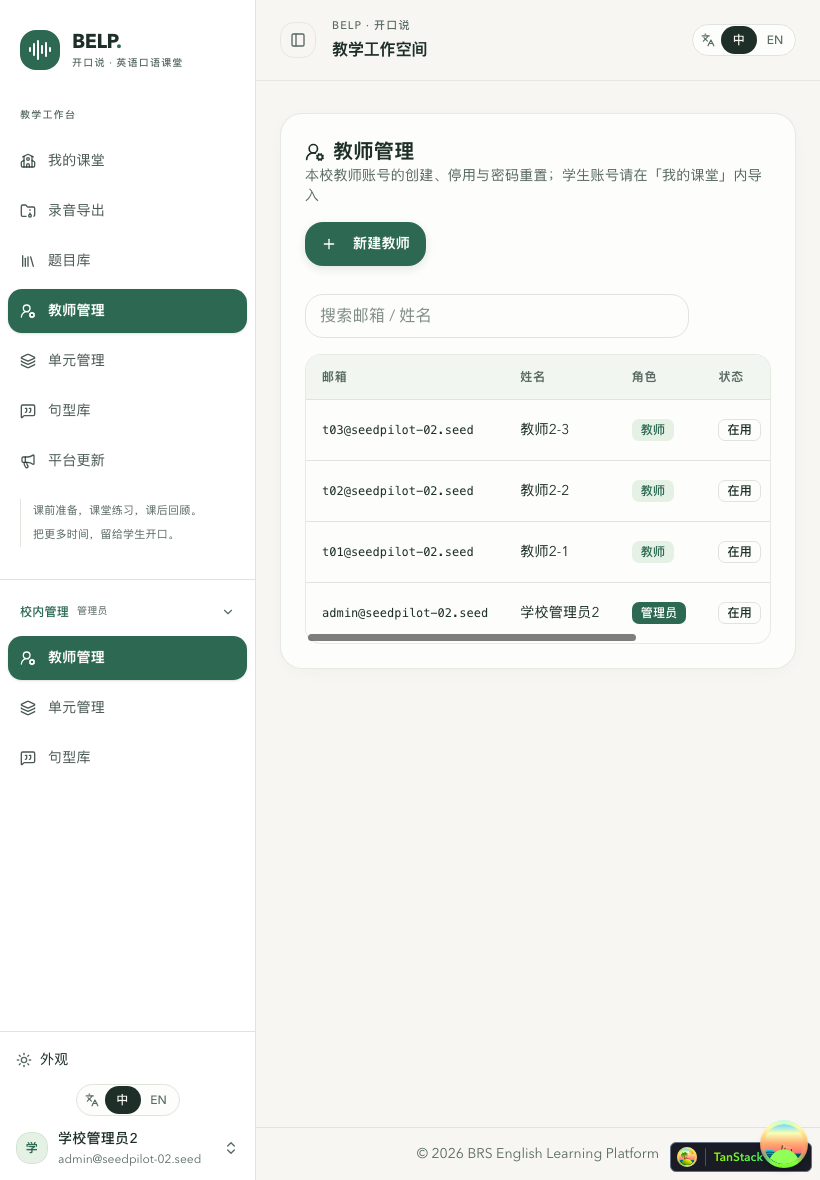 BELP.
开口说 · 英语口语课堂
教学工作台
我的课堂
录音导出
题目库
教师管理
单元管理
句型库
平台更新
课前准备，课堂练习，课后回顾。
把更多时间，留给学生开口。
校内管理 管理员
教师管理
单元管理
句型库
外观
中 EN
学 学校管理员2
admin@seedpilot-02.seed
BELP · 开口说
教学工作空间
中 EN
教师管理
本校教师账号的创建、停用与密码重置；学生账号请在「我的课堂」内导
入
新建教师
搜索邮箱 / 姓名
邮箱 姓名 角色 状态
t03@seedpilot-02.seed 教师2-3 教师 在用
t02@seedpilot-02.seed 教师2-2 教师 在用
t01@seedpilot-02.seed 教师2-1 教师 在用
admin@seedpilot-02.seed 学校管理员2 管理员 在用
© 2026 BRS English Learning Platform
TanStack